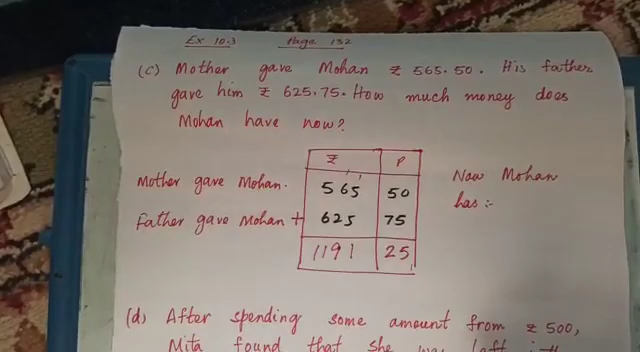 Ex 10.3 Page 132
(c) Mother gave Mohan ₹ 565.50. His father
gave him ₹ 625.75. How much money does
Mohan have now?
₹ P
Mother gave Mohan. 565 50 Now Mohan
Father gave Mohan + 625 75 has :-
1191 25
(d) After spending some amount from ₹ 500,
Mita found that she was left